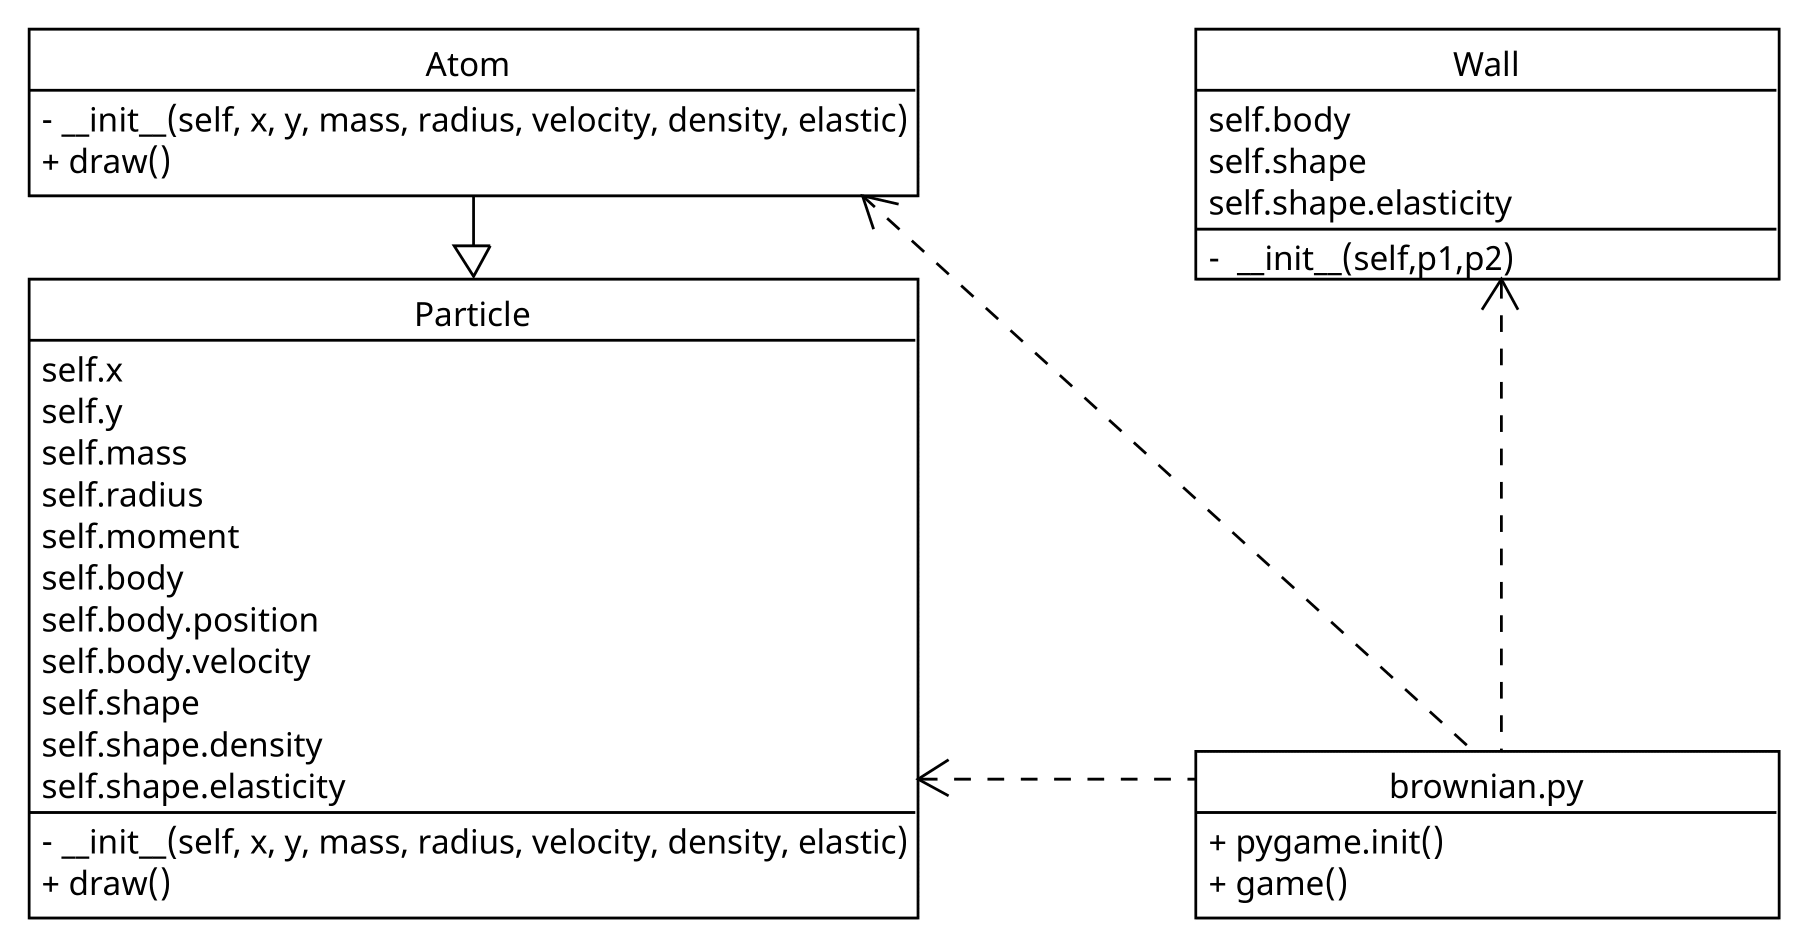 Atom
- __init__(self, x, y, mass, radius, velocity, density, elastic)
+ draw()
Wall
self.body
self.shape
self.shape.elasticity
-  __init__(self,p1,p2)
Particle
self.x
self.y
self.mass
self.radius
self.moment
self.body
self.body.position
self.body.velocity
self.shape
self.shape.density
self.shape.elasticity
- __init__(self, x, y, mass, radius, velocity, density, elastic)
+ draw()
brownian.py
+ pygame.init()
+ game()